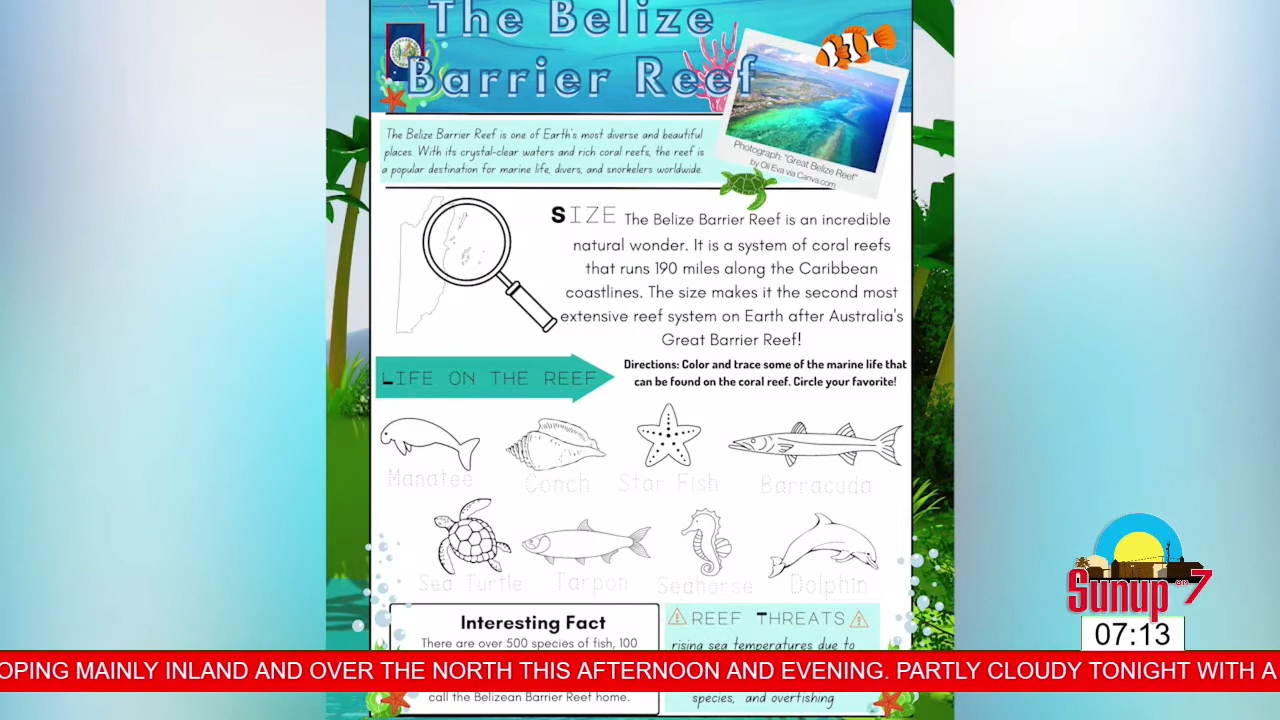 The Belize
Barrier Reef
The Belize Barrier Reef is one of Earth's most diverse and beautiful
places. With its crystal-clear waters and rich coral reefs, the reef is
a popular destination for marine life, divers, and snorkelers worldwide.
Photograph: "Great Belize Reef"
by Oli Eva via Canva.com
SIZE The Belize Barrier Reef is an incredible
natural wonder. It is a system of coral reefs
that runs 190 miles along the Caribbean
coastlines. The size makes it the second most
extensive reef system on Earth after Australia's
Great Barrier Reef!
LIFE ON THE REEF
Directions: Color and trace some of the marine life that
can be found on the coral reef. Circle your favorite!
Manatee
Conch
Star Fish
Barracuda
Sea Turtle
Tarpon
Seahorse
Dolphin
Interesting Fact
There are over 500 species of fish, 100
call the Belizean Barrier Reef home.
REEF THREATS
rising sea temperatures due to
species, and overfishing
Sunup ON 7
07:13
OPING MAINLY INLAND AND OVER THE NORTH THIS AFTERNOON AND EVENING. PARTLY CLOUDY TONIGHT WITH A